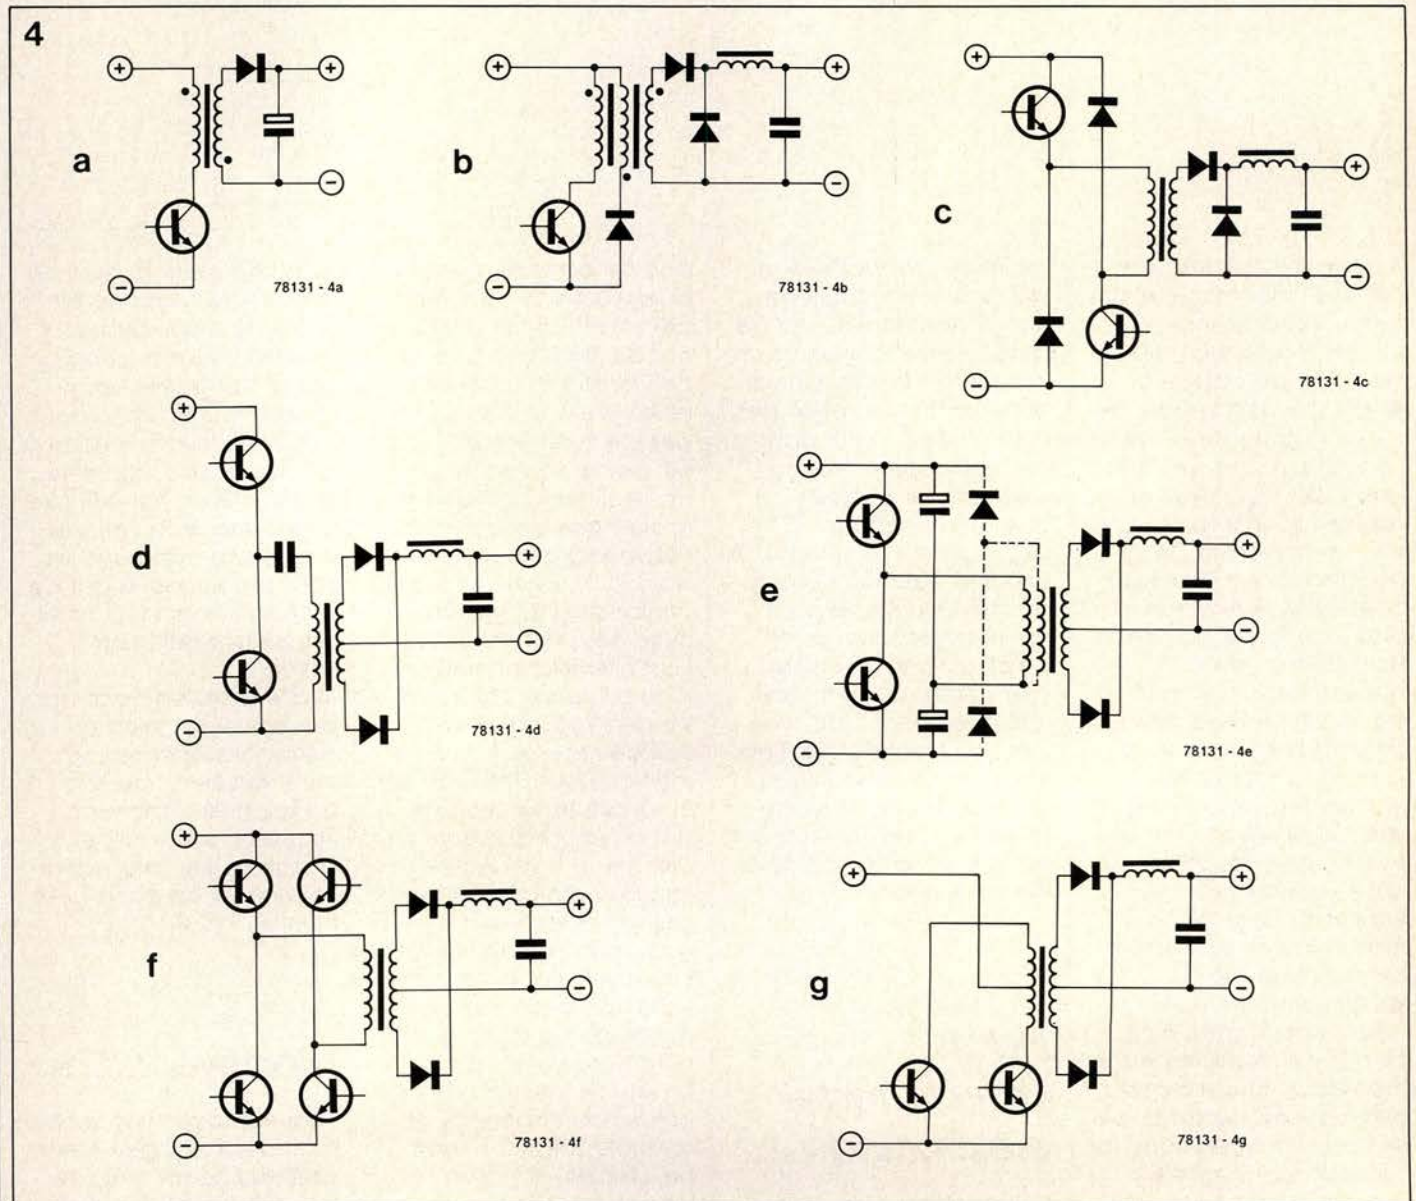 4
+
+
a
-
-
78131 - 4a
+
+
b
-
-
78131 - 4b
+
+
c
-
-
78131 - 4c
+
d
+
-
-
78131 - 4d
+
+
e
-
-
78131 - 4e
+
+
f
-
-
78131 - 4f
+
+
g
-
-
78131 - 4g